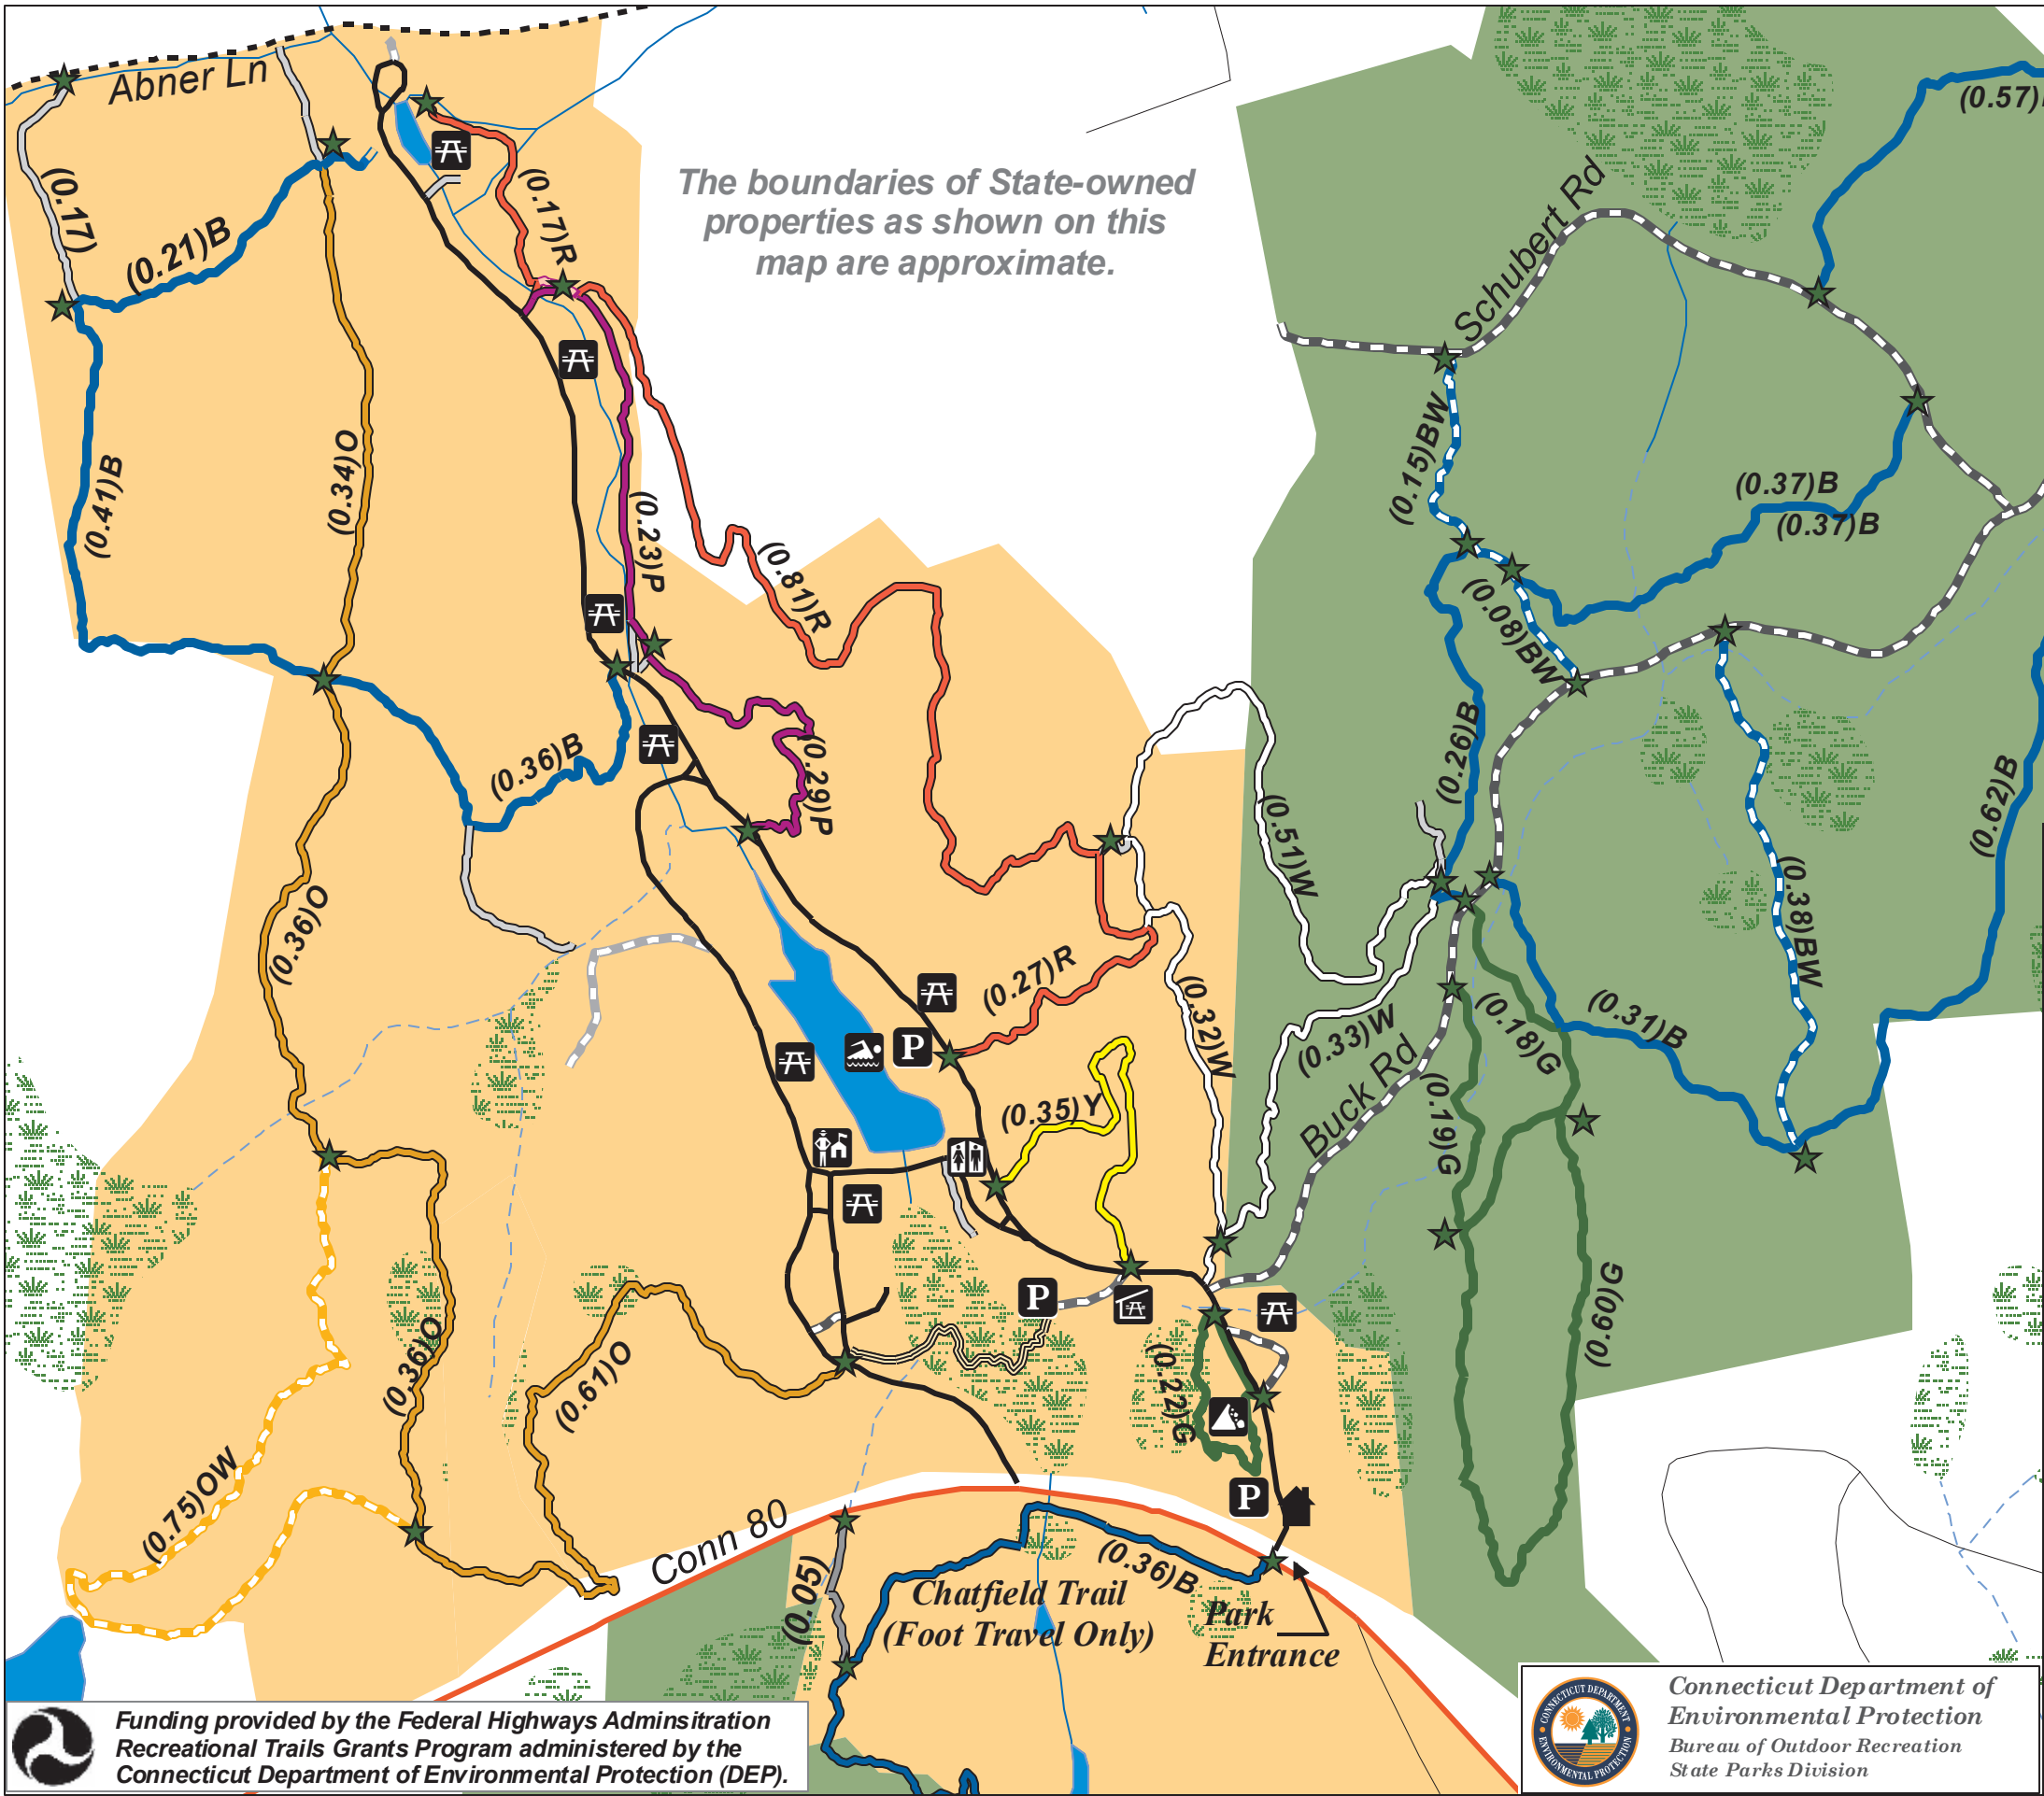 Abner Ln
(0.57)
(0.17)
(0.21)B
(0.17)R
The boundaries of State-owned
properties as shown on this
map are approximate.
Schubert Rd
(0.41)B
(0.34)O
(0.23)P
(0.81)R
(0.15)BW
(0.37)B
(0.37)B
(0.08)BW
(0.36)B
(0.29)P
(0.26)B
(0.62)B
(0.51)W
(0.38)BW
(0.36)O
(0.27)R
(0.32)W
(0.33)W
(0.18)G
(0.31)B
P
(0.35)Y
Buck Rd
(0.19)G
P
(0.36)O
(0.61)O
(0.22)G
(0.60)G
(0.75)OW
P
Conn 80
(0.05)
(0.36)B
Chatfield Trail
(Foot Travel Only)
Park
Entrance
Funding provided by the Federal Highways Adminsitration
Recreational Trails Grants Program administered by the
Connecticut Department of Environmental Protection (DEP).
CONNECTICUT DEPARTMENT
ENVIRONMENTAL PROTECTION
Connecticut Department of
Environmental Protection
Bureau of Outdoor Recreation
State Parks Division